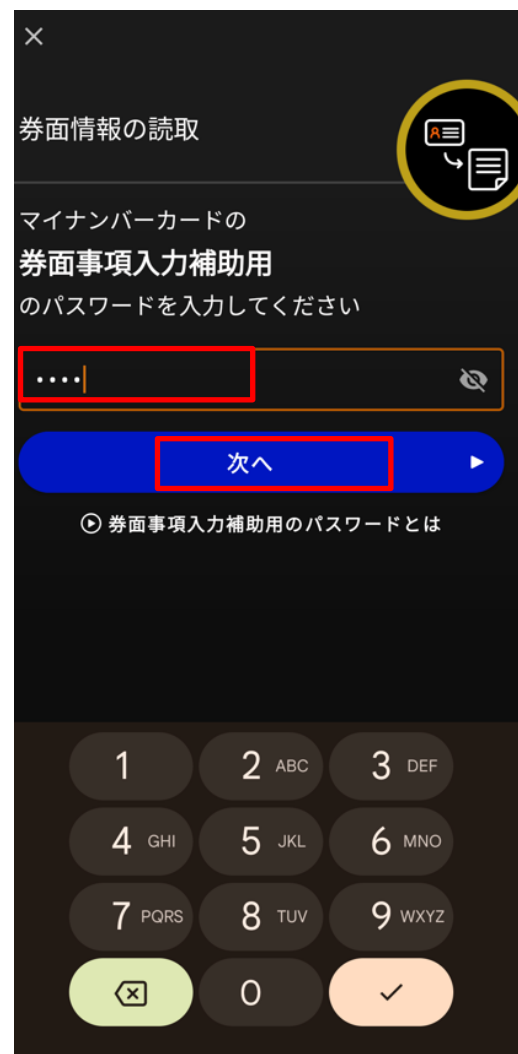 ×
券面情報の読取
マイナンバーカードの
券面事項入力補助用
のパスワードを入力してください
••••
次へ
券面事項入力補助用のパスワードとは
1
2 ABC
3 DEF
4 GHI
5 JKL
6 MNO
7 PQRS
8 TUV
9 WXYZ
0